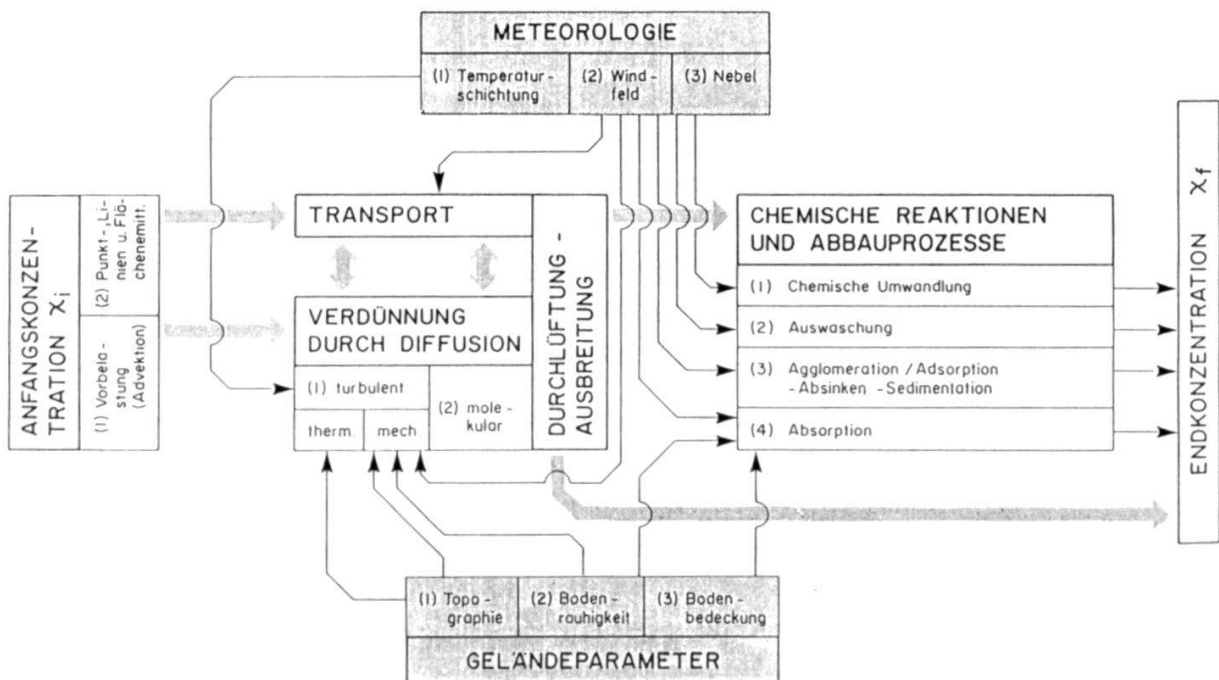 METEOROLOGIE
(1) Temperatur-
schichtung
(2) Wind-
feld
(3) Nebel
ANFANGSKONZEN-
TRATION χi
(2) Punkt-, Li-
nien u. Flä-
chenemitt.
(1) Vorbela-
stung
(Advektion)
TRANSPORT
VERDÜNNUNG
DURCH DIFFUSION
(1) turbulent
therm.
mech.
(2) mole-
kular
DURCHLÜFTUNG -
AUSBREITUNG
CHEMISCHE REAKTIONEN
UND ABBAUPROZESSE
(1) Chemische Umwandlung
(2) Auswaschung
(3) Agglomeration / Adsorption
- Absinken - Sedimentation
(4) Absorption
ENDKONZENTRATION χf
(1) Topo-
graphie
(2) Boden-
rauhigkeit
(3) Boden-
bedeckung
GELÄNDEPARAMETER